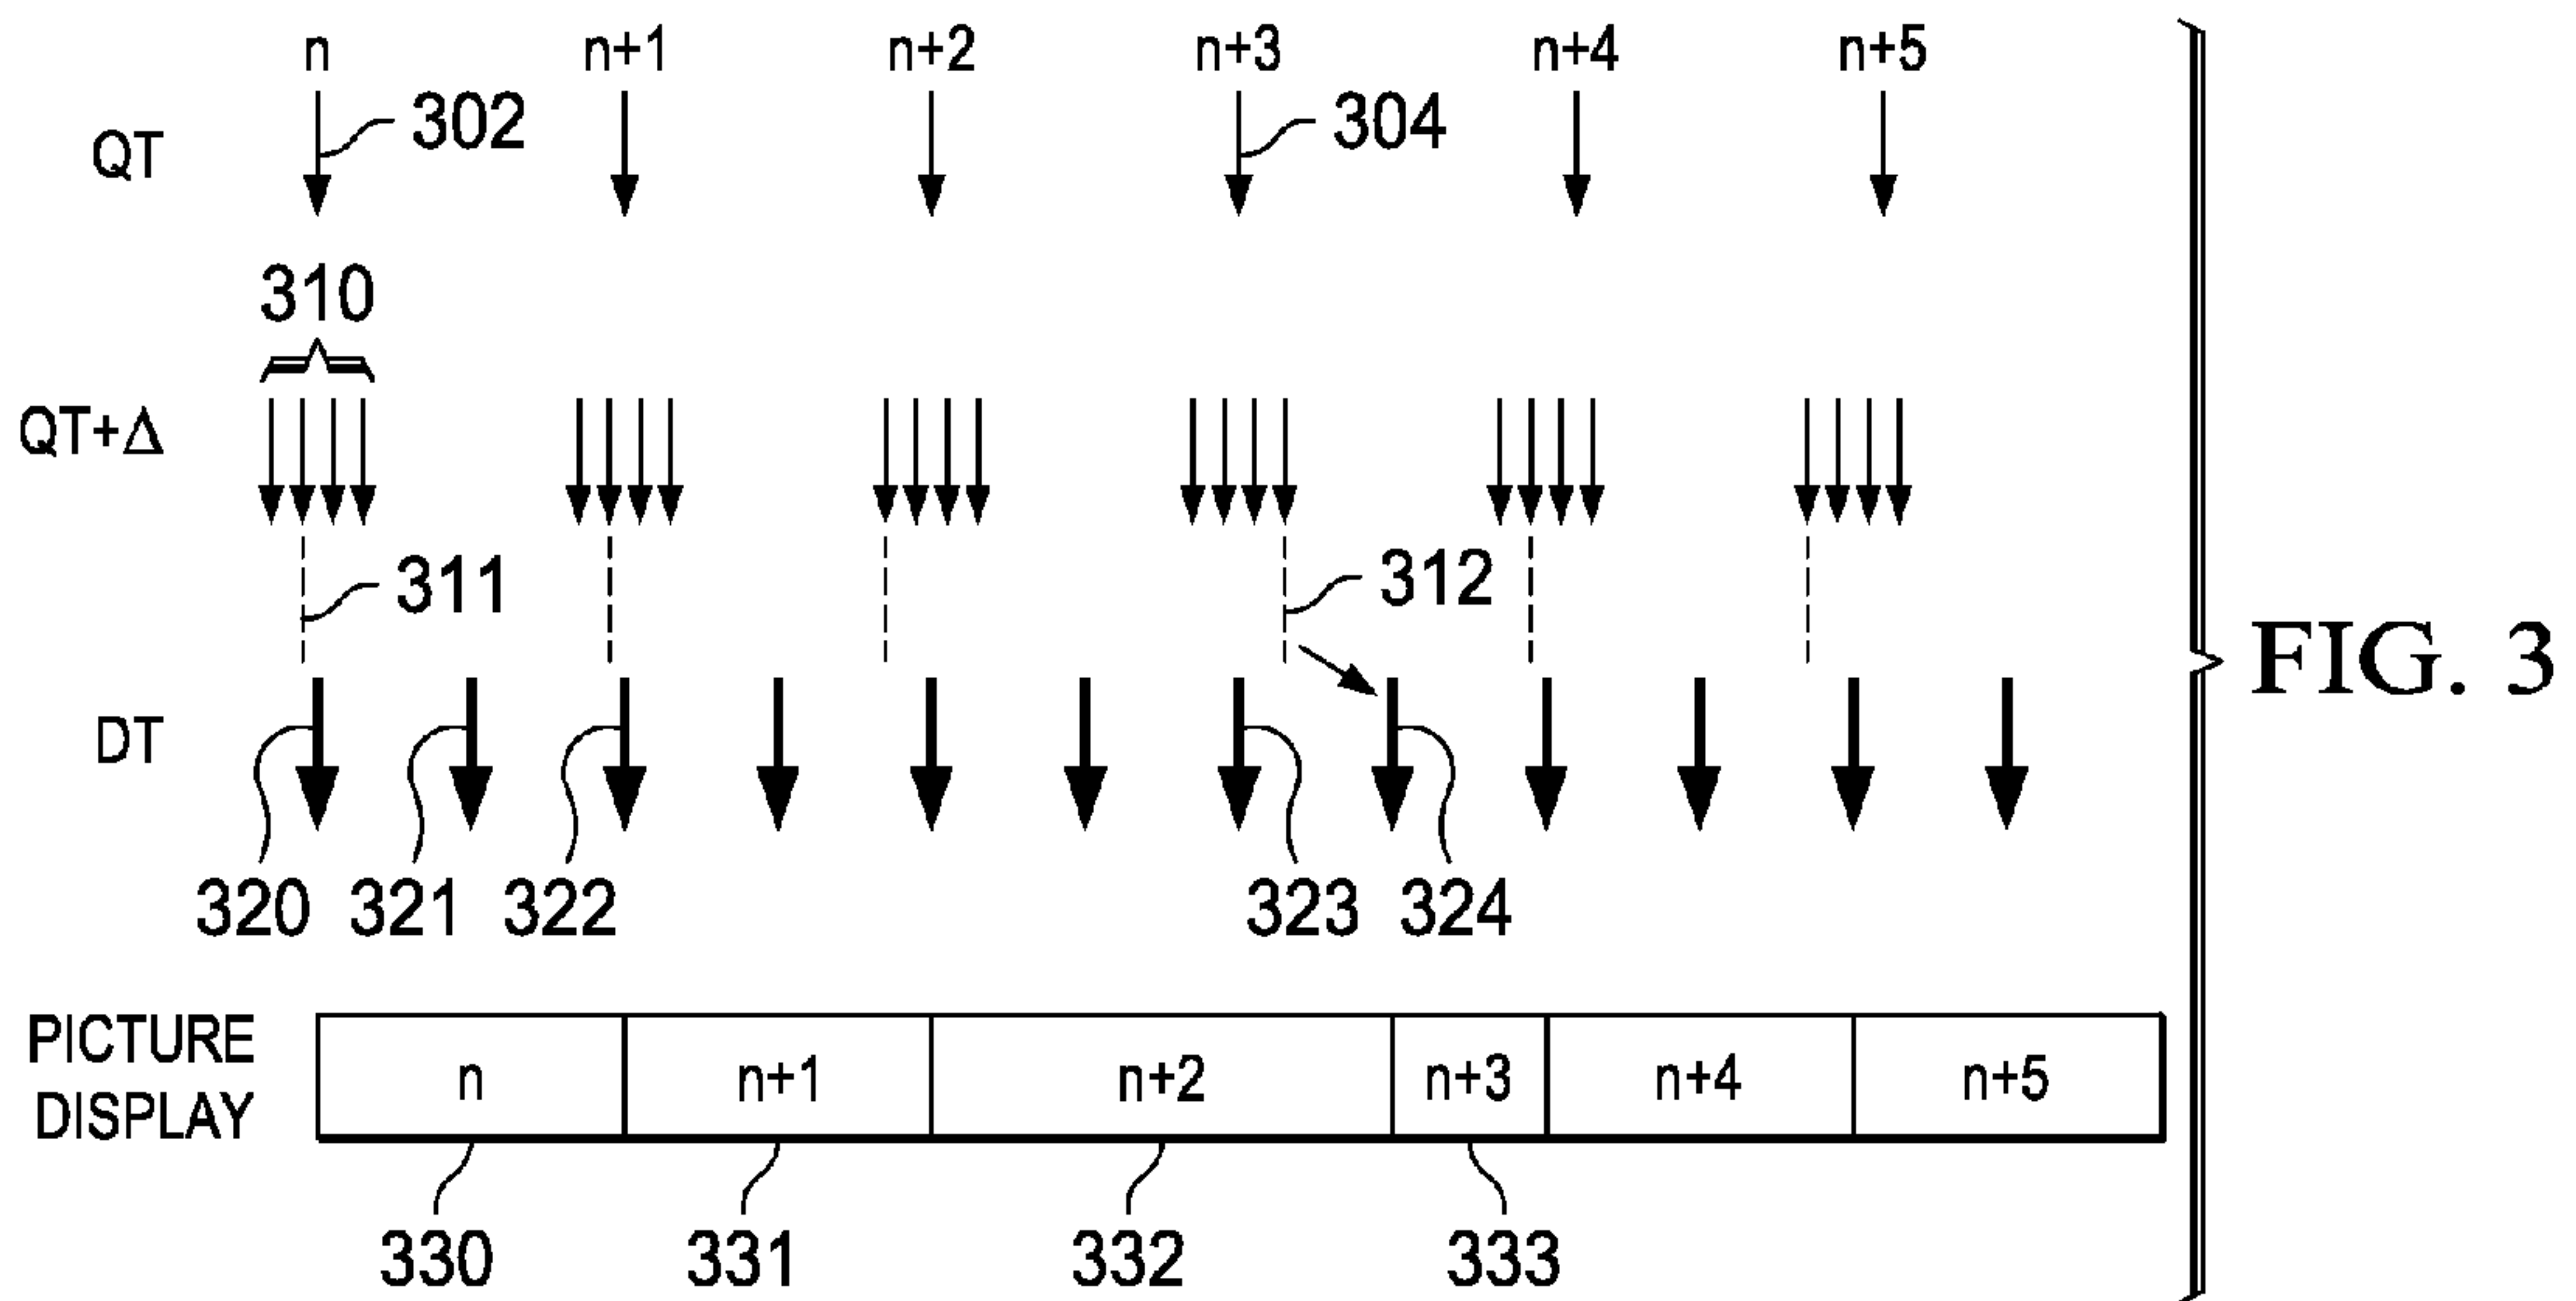 n n+1 n+2 n+3 n+4 n+5
QT 302 304
310
QT+Δ
311 312
DT
320 321 322 323 324
PICTURE DISPLAY
n n+1 n+2 n+3 n+4 n+5
330 331 332 333
FIG. 3